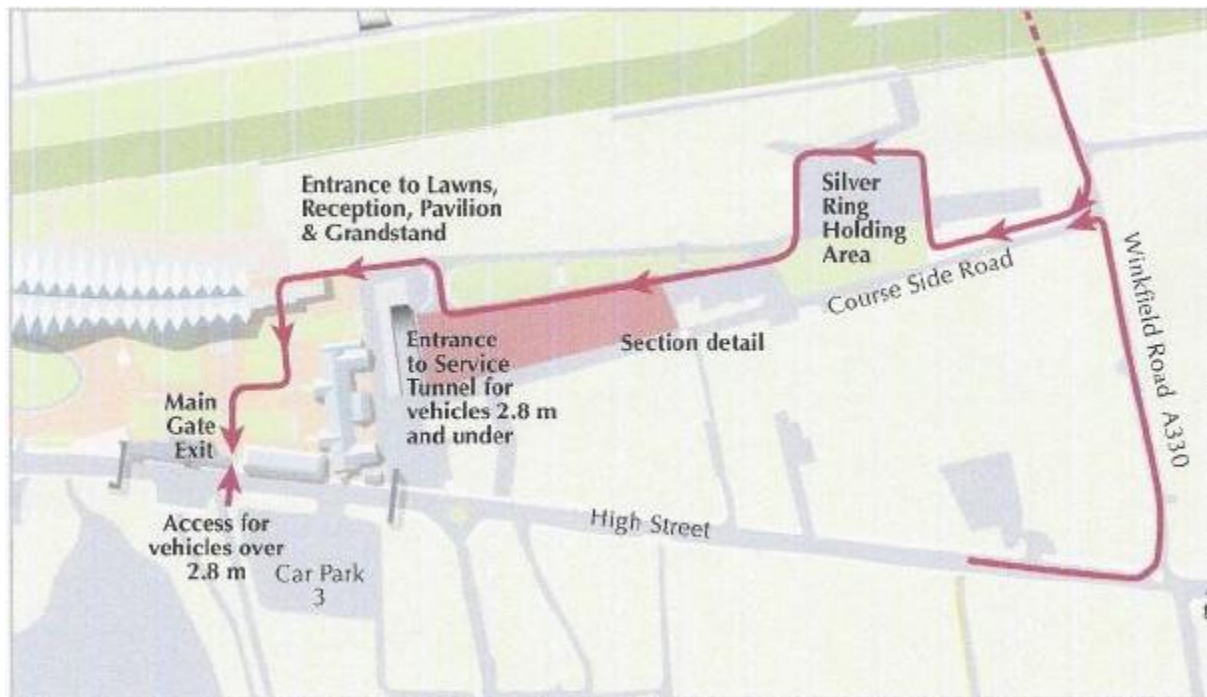 Entrance to Lawns,
Reception, Pavilion
& Grandstand
Silver
Ring
Holding
Area
Course Side Road
Winkfield Road A330
Entrance
to Service
Tunnel for
vehicles 2.8 m
and under
Section detail
Main
Gate
Exit
High Street
Access for
vehicles over
2.8 m
Car Park
3